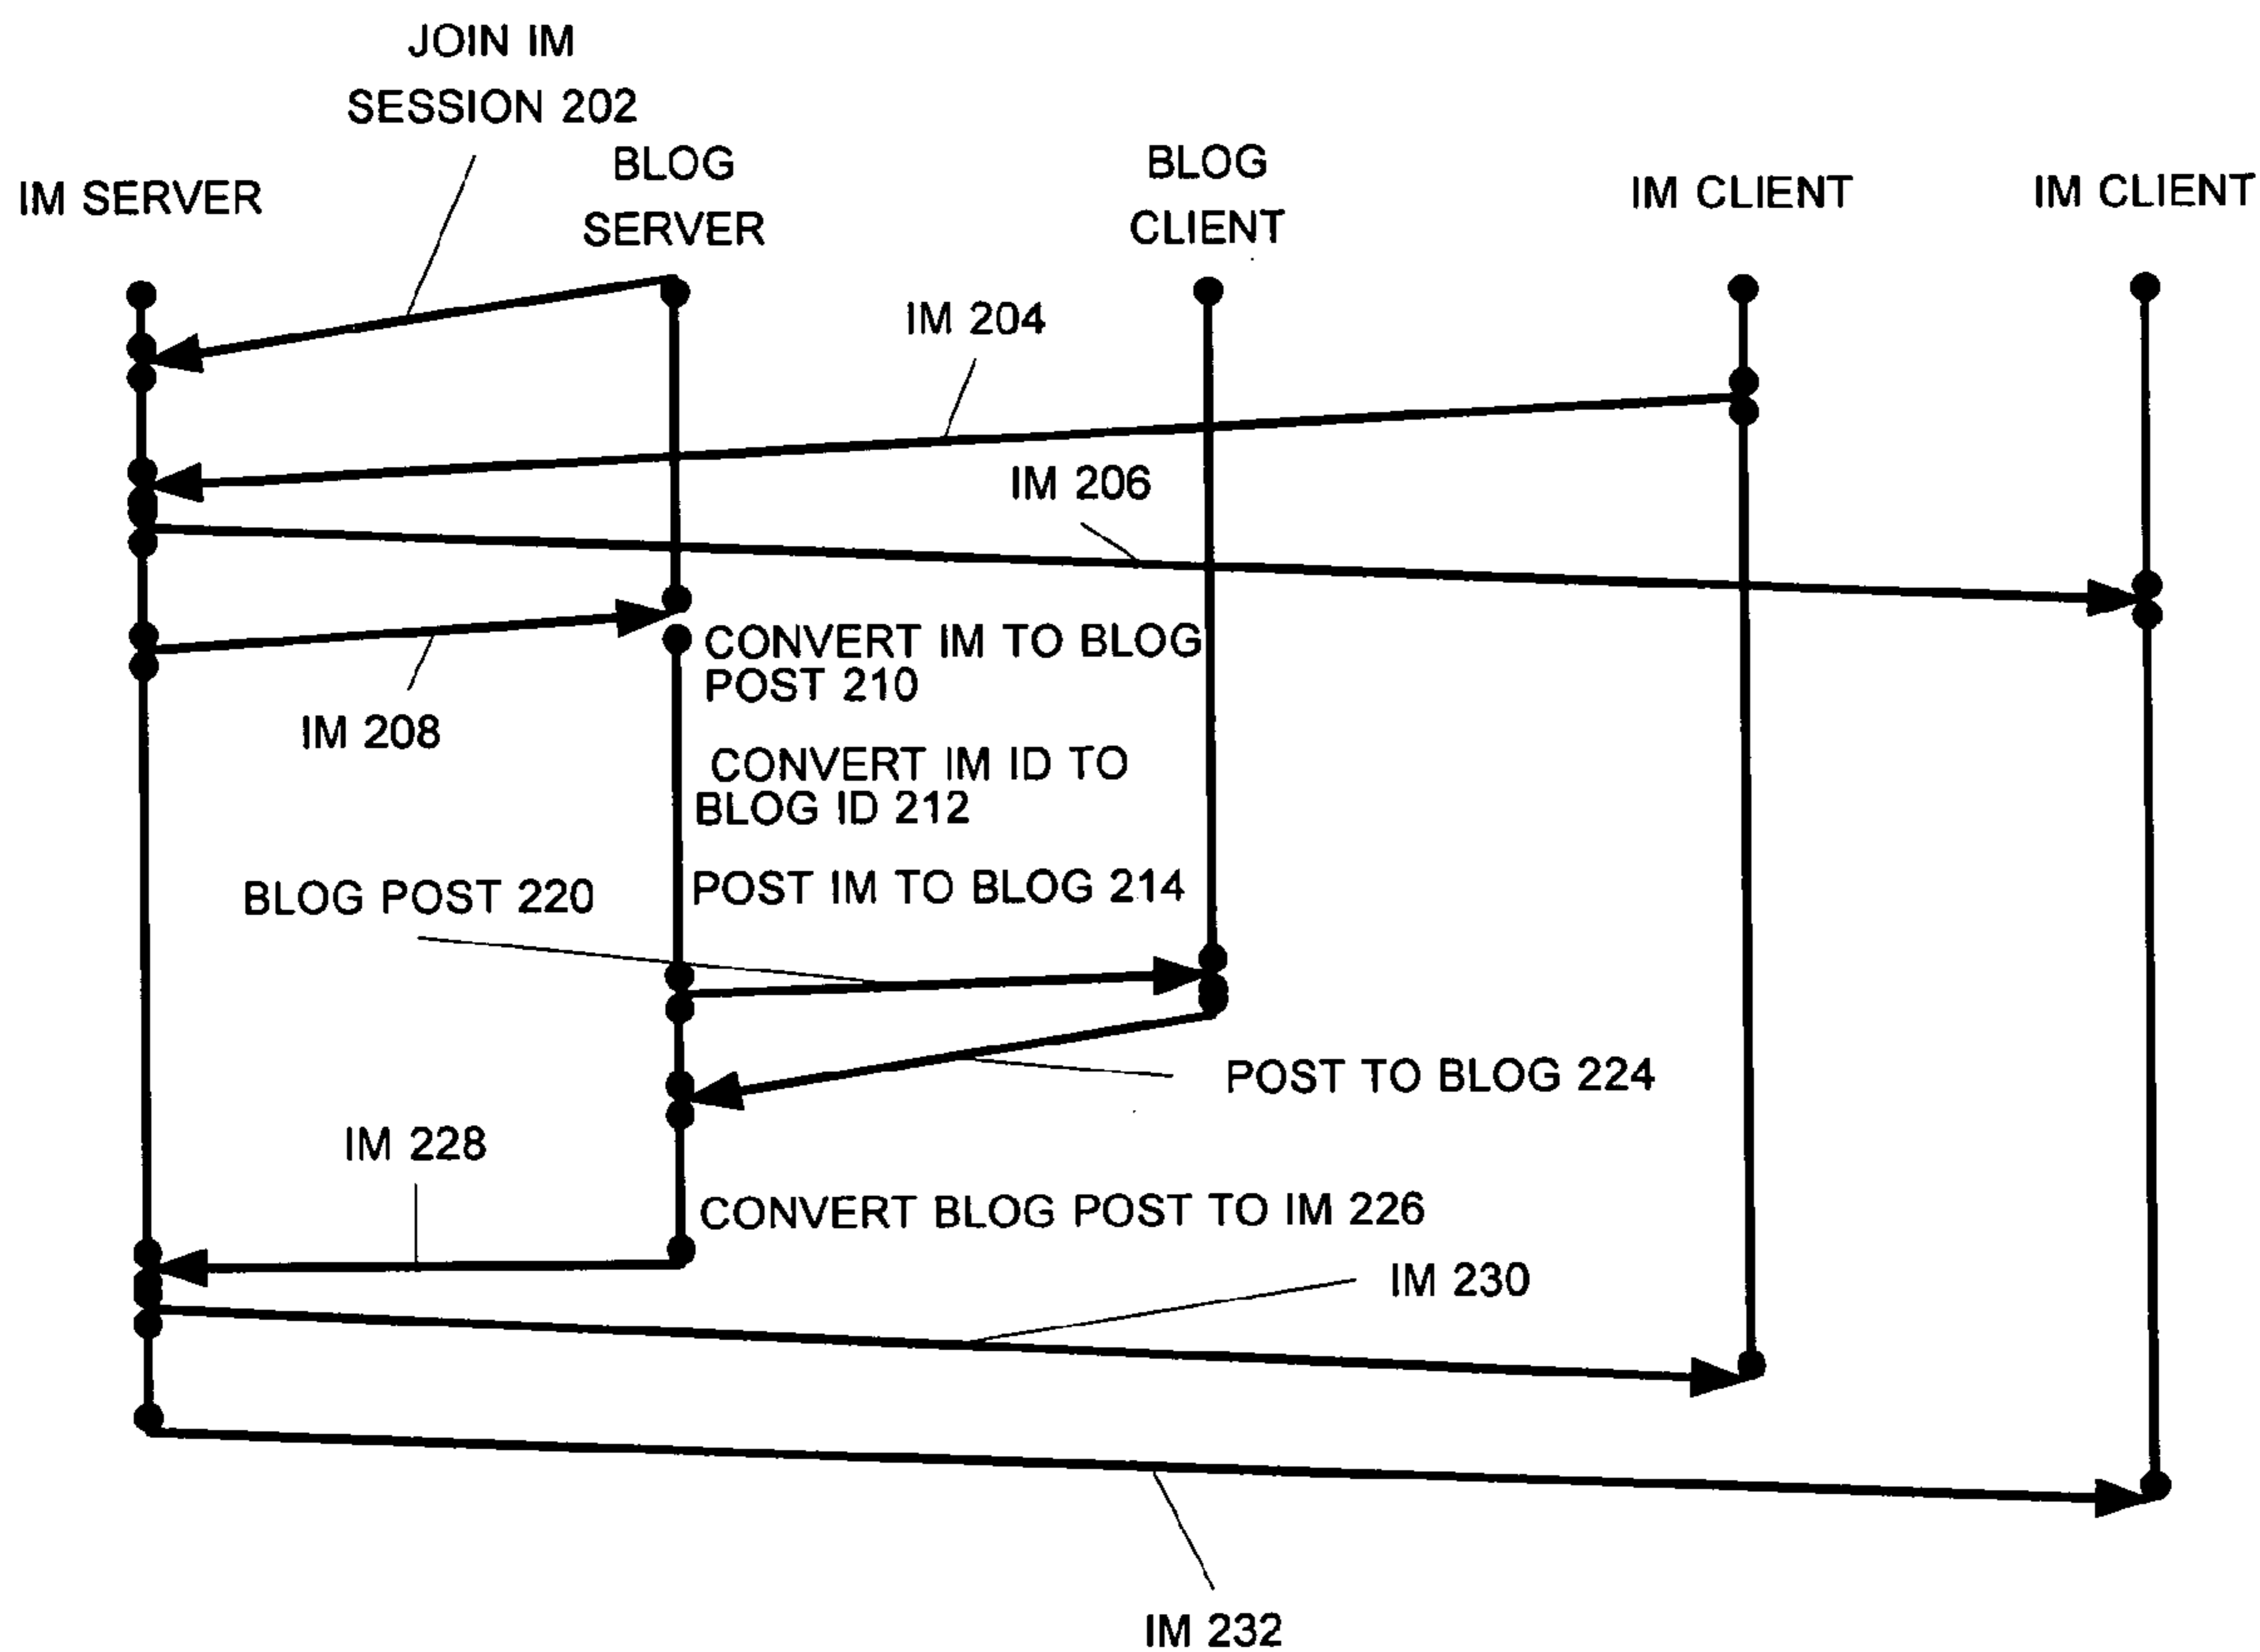 JOIN IM
SESSION 202
IM SERVER
BLOG
SERVER
BLOG
CLIENT
IM CLIENT
IM CLIENT
IM 204
IM 206
CONVERT IM TO BLOG
POST 210
IM 208
CONVERT IM ID TO
BLOG ID 212
BLOG POST 220
POST IM TO BLOG 214
POST TO BLOG 224
IM 228
CONVERT BLOG POST TO IM 226
IM 230
IM 232